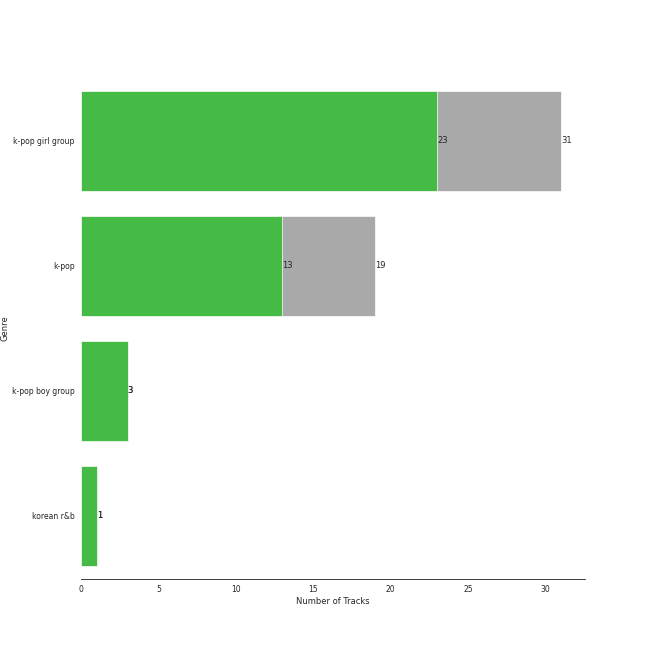 k-pop girl group
23
31
k-pop
13
19
Genre
k-pop boy group
3
korean r&b
1
0 5 10 15 20 25 30
Number of Tracks